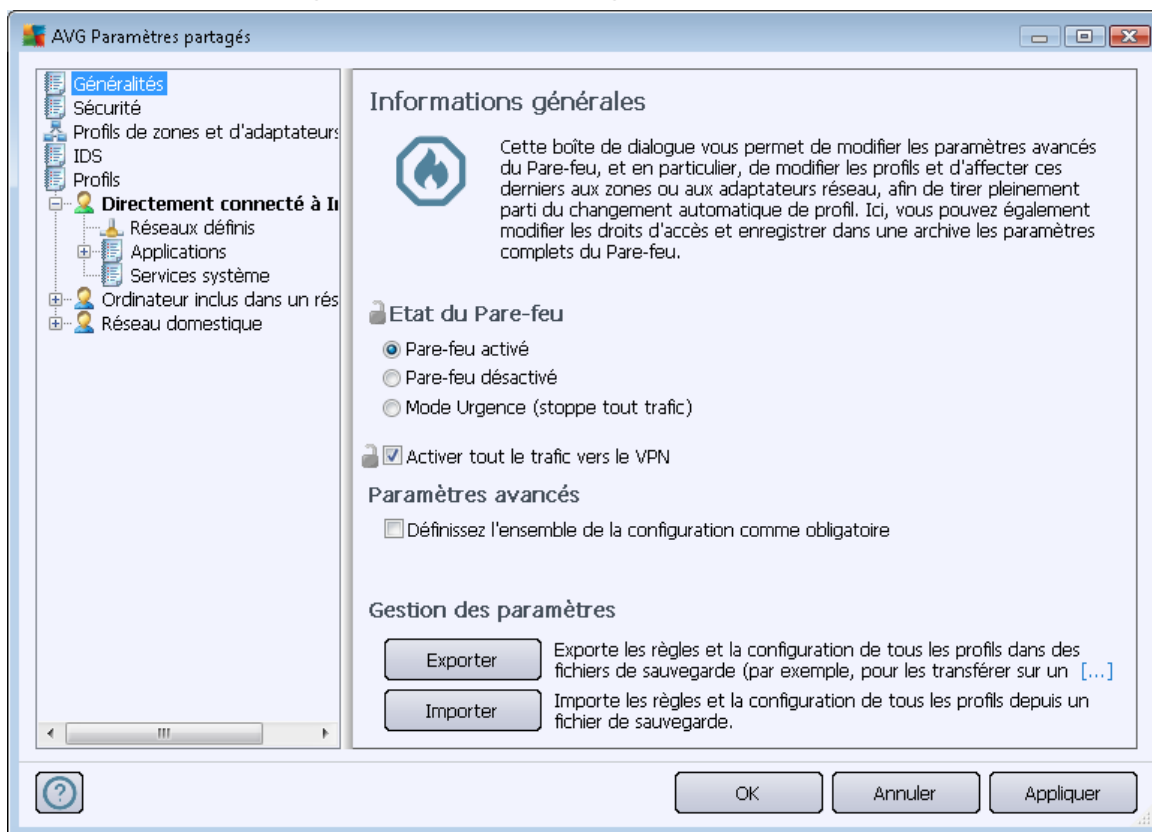 AVG Paramètres partagés
Généralités
Sécurité
Profils de zones et d'adaptateurs
IDS
Profils
Directement connecté à In
Réseaux définis
Applications
Services système
Ordinateur inclus dans un rés
Réseau domestique
Informations générales
Cette boîte de dialogue vous permet de modifier les paramètres avancés
du Pare-feu, et en particulier, de modifier les profils et d'affecter ces
derniers aux zones ou aux adaptateurs réseau, afin de tirer pleinement
parti du changement automatique de profil. Ici, vous pouvez également
modifier les droits d'accès et enregistrer dans une archive les paramètres
complets du Pare-feu.
Etat du Pare-feu
Pare-feu activé
Pare-feu désactivé
Mode Urgence (stoppe tout trafic)
Activer tout le trafic vers le VPN
Paramètres avancés
Définissez l'ensemble de la configuration comme obligatoire
Gestion des paramètres
Exporter
Exporte les règles et la configuration de tous les profils dans des
fichiers de sauvegarde (par exemple, pour les transférer sur un [...]
Importer
Importe les règles et la configuration de tous les profils depuis un
fichier de sauvegarde.
?
OK
Annuler
Appliquer